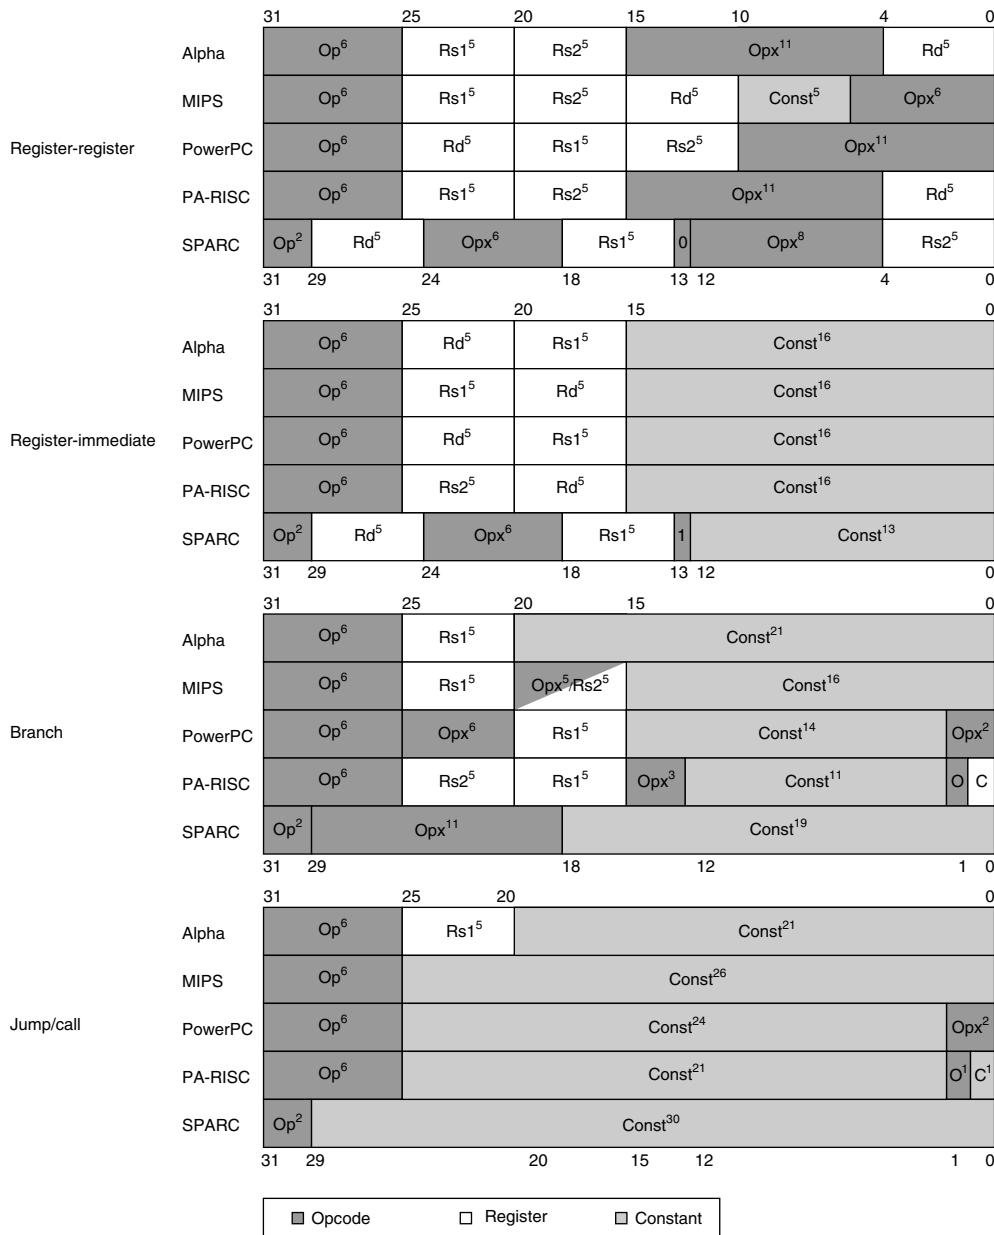 31 25 20 15 10 4 0
Alpha Op⁶ Rs1⁵ Rs2⁵ Opx¹¹ Rd⁵
MIPS Op⁶ Rs1⁵ Rs2⁵ Rd⁵ Const⁵ Opx⁶
Register-register PowerPC Op⁶ Rd⁵ Rs1⁵ Rs2⁵ Opx¹¹
PA-RISC Op⁶ Rs1⁵ Rs2⁵ Opx¹¹ Rd⁵
SPARC Op² Rd⁵ Opx⁶ Rs1⁵ 0 Opx⁸ Rs2⁵
31 29 24 18 13 12 4 0
31 25 20 15 0
Alpha Op⁶ Rd⁵ Rs1⁵ Const¹⁶
MIPS Op⁶ Rs1⁵ Rd⁵ Const¹⁶
Register-immediate PowerPC Op⁶ Rd⁵ Rs1⁵ Const¹⁶
PA-RISC Op⁶ Rs2⁵ Rd⁵ Const¹⁶
SPARC Op² Rd⁵ Opx⁶ Rs1⁵ 1 Const¹³
31 29 24 18 13 12 0
31 25 20 15 0
Alpha Op⁶ Rs1⁵ Const²¹
MIPS Op⁶ Rs1⁵ Opx⁵/Rs2⁵ Const¹⁶
Branch PowerPC Op⁶ Opx⁶ Rs1⁵ Const¹⁴ Opx²
PA-RISC Op⁶ Rs2⁵ Rs1⁵ Opx³ Const¹¹ O C
SPARC Op² Opx¹¹ Const¹⁹
31 29 18 12 1 0
31 25 20 0
Alpha Op⁶ Rs1⁵ Const²¹
MIPS Op⁶ Const²⁶
Jump/call PowerPC Op⁶ Const²⁴ Opx²
PA-RISC Op⁶ Const²¹ O¹ C¹
SPARC Op² Const³⁰
31 29 20 15 12 1 0
Opcode Register Constant